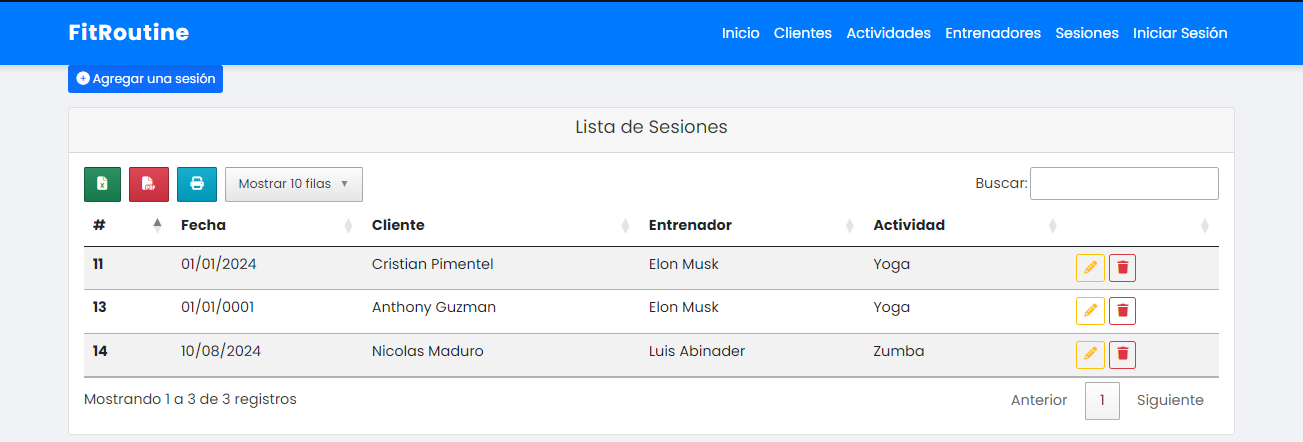 FitRoutine Inicio Clientes Actividades Entrenadores Sesiones Iniciar Sesión
Agregar una sesión
Lista de Sesiones
Mostrar 10 filas Buscar:
# Fecha Cliente Entrenador Actividad
11 01/01/2024 Cristian Pimentel Elon Musk Yoga
13 01/01/0001 Anthony Guzman Elon Musk Yoga
14 10/08/2024 Nicolas Maduro Luis Abinader Zumba
Mostrando 1 a 3 de 3 registros Anterior 1 Siguiente